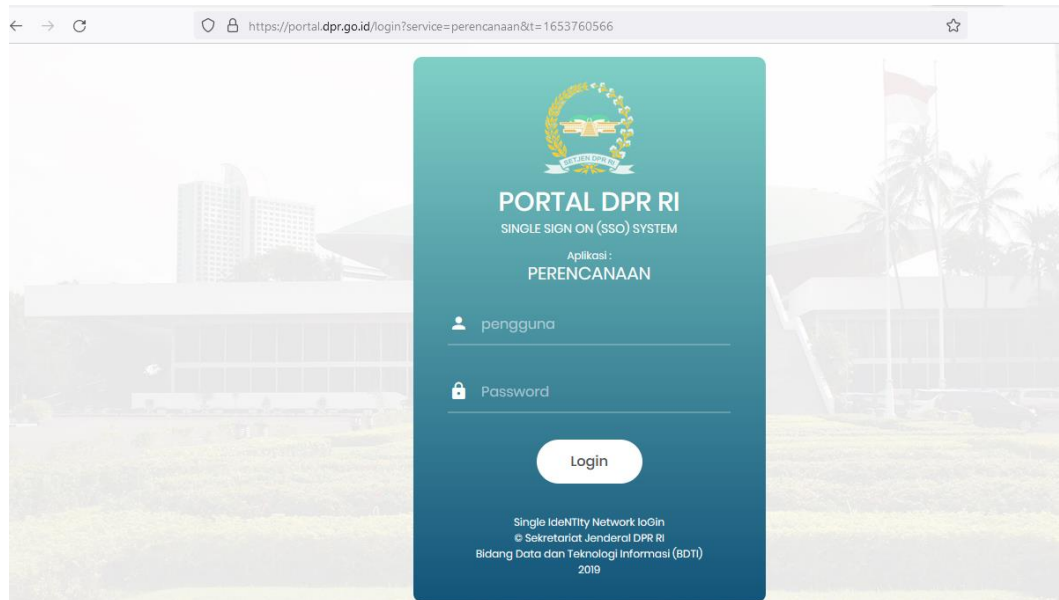 https://portal.dpr.go.id/login?service=perencanaan&t=1653760566
SETJEN DPR RI
PORTAL DPR RI
SINGLE SIGN ON (SSO) SYSTEM
Aplikasi :
PERENCANAAN
pengguna
Password
Login
Single IdeNTIty Network loGin
© Sekretariat Jenderal DPR RI
Bidang Data dan Teknologi Informasi (BDTI)
2019